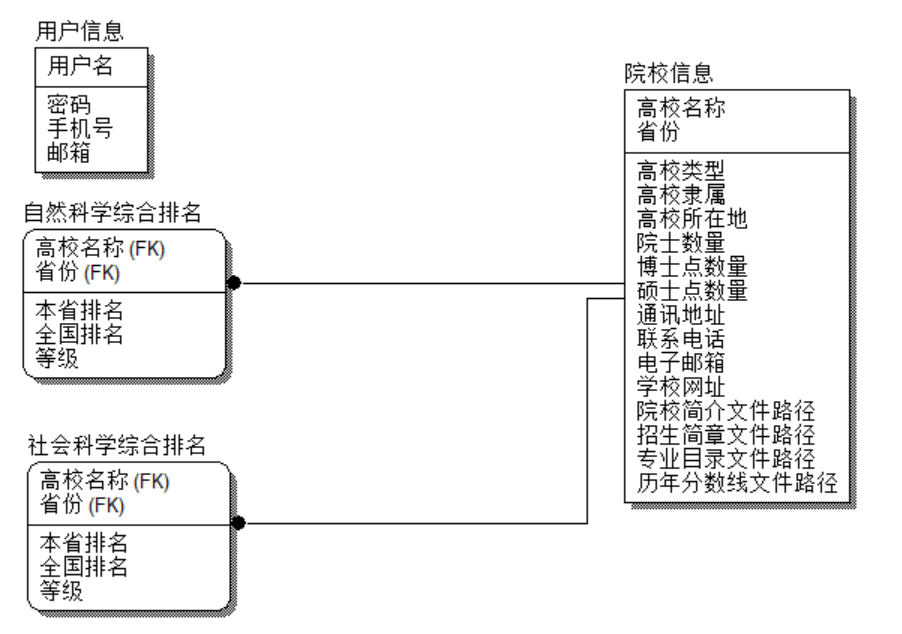 用户信息
用户名
密码
手机号
邮箱
自然科学综合排名
高校名称 (FK)
省份 (FK)
本省排名
全国排名
等级
社会科学综合排名
高校名称 (FK)
省份 (FK)
本省排名
全国排名
等级
院校信息
高校名称
省份
高校类型
高校隶属
高校所在地
院士数量
博士点数量
硕士点数量
通讯地址
联系电话
电子邮箱
学校网址
院校简介文件路径
招生简章文件路径
专业目录文件路径
历年分数线文件路径